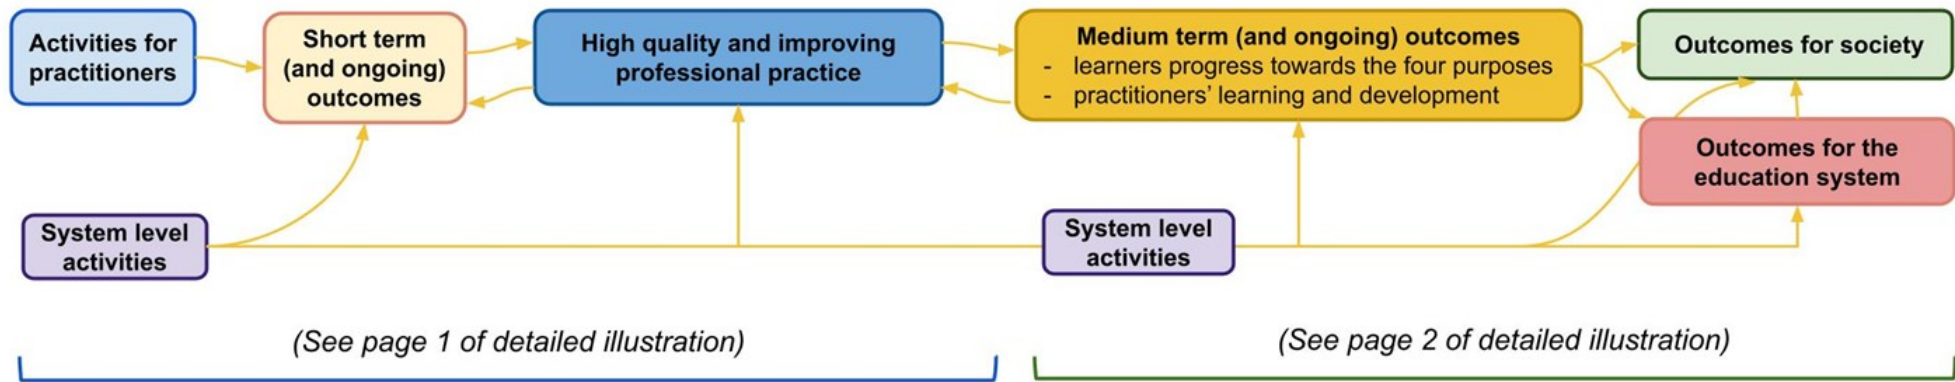 Activities for
practitioners
Short term
(and ongoing)
outcomes
High quality and improving
professional practice
Medium term (and ongoing) outcomes
- learners progress towards the four purposes
- practitioners’ learning and development
Outcomes for society
Outcomes for the
education system
System level
activities
System level
activities
(See page 1 of detailed illustration)
(See page 2 of detailed illustration)